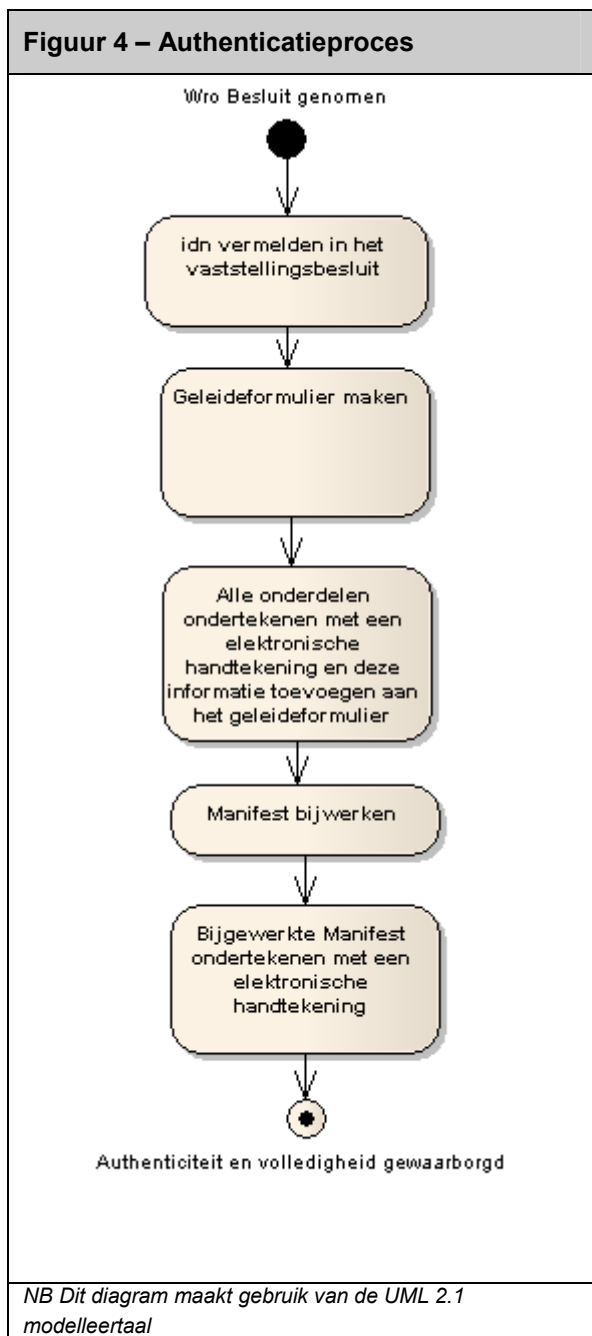 Figuur 4 – Authenticatieproces
Wro Besluit genomen
idn vermelden in het
vaststellingsbesluit
Geleideformulier maken
Alle onderdelen
ondertekenen met een
elektronische
handtekening en deze
informatie toevoegen aan
het geleideformulier
Manifest bijwerken
Bijgewerkte Manifest
ondertekenen met een
elektronische
handtekening
Authenticiteit en volledigheid gewaarborgd
NB Dit diagram maakt gebruik van de UML 2.1
modelleertaal